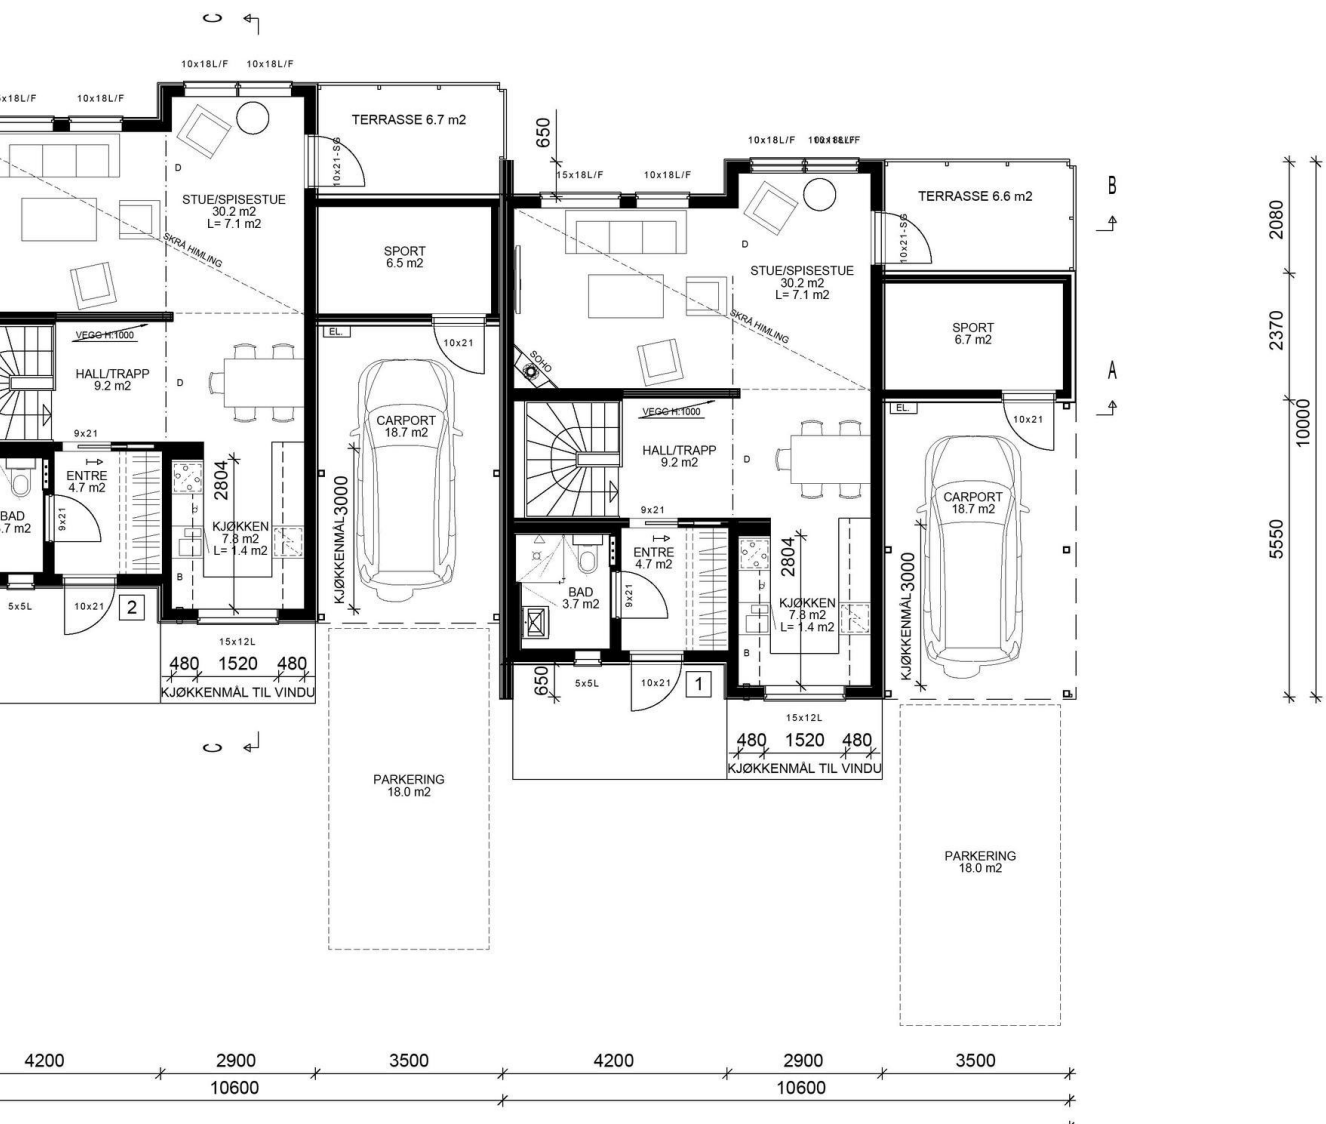 C
10x18L/F 10x18L/F
x18L/F 10x18L/F
TERRASSE 6.7 m2
10x21-SG
D
STUE/SPISESTUE
30.2 m2
L= 7.1 m2
SKRÅ HIMLING
SPORT
6.5 m2
EL.
10x21
VEGG H:1000
HALL/TRAPP
9.2 m2
D
CARPORT
18.7 m2
9x21
ENTRE
4.7 m2
BAD
.7 m2
9x21
2804
KJØKKEN
7.8 m2
L= 1.4 m2
B
KJØKKENMÅL 3000
5x5L
10x21
2
15x12L
480 1520 480
KJØKKENMÅL TIL VINDU
C
PARKERING
18.0 m2
650
10x18L/F
15x18L/F 10x18L/F
TERRASSE 6.6 m2
10x21-SG
B
D
STUE/SPISESTUE
30.2 m2
L= 7.1 m2
SKRÅ HIMLING
SOHO
SPORT
6.7 m2
A
EL.
10x21
VEGG H:1000
HALL/TRAPP
9.2 m2
D
CARPORT
18.7 m2
9x21
ENTRE
4.7 m2
BAD
3.7 m2
9x21
2804
KJØKKEN
7.8 m2
L= 1.4 m2
B
KJØKKENMÅL 3000
650
5x5L
10x21
1
15x12L
480 1520 480
KJØKKENMÅL TIL VINDU
PARKERING
18.0 m2
2080
2370
5550
10000
4200 2900 3500 4200 2900 3500
10600 10600